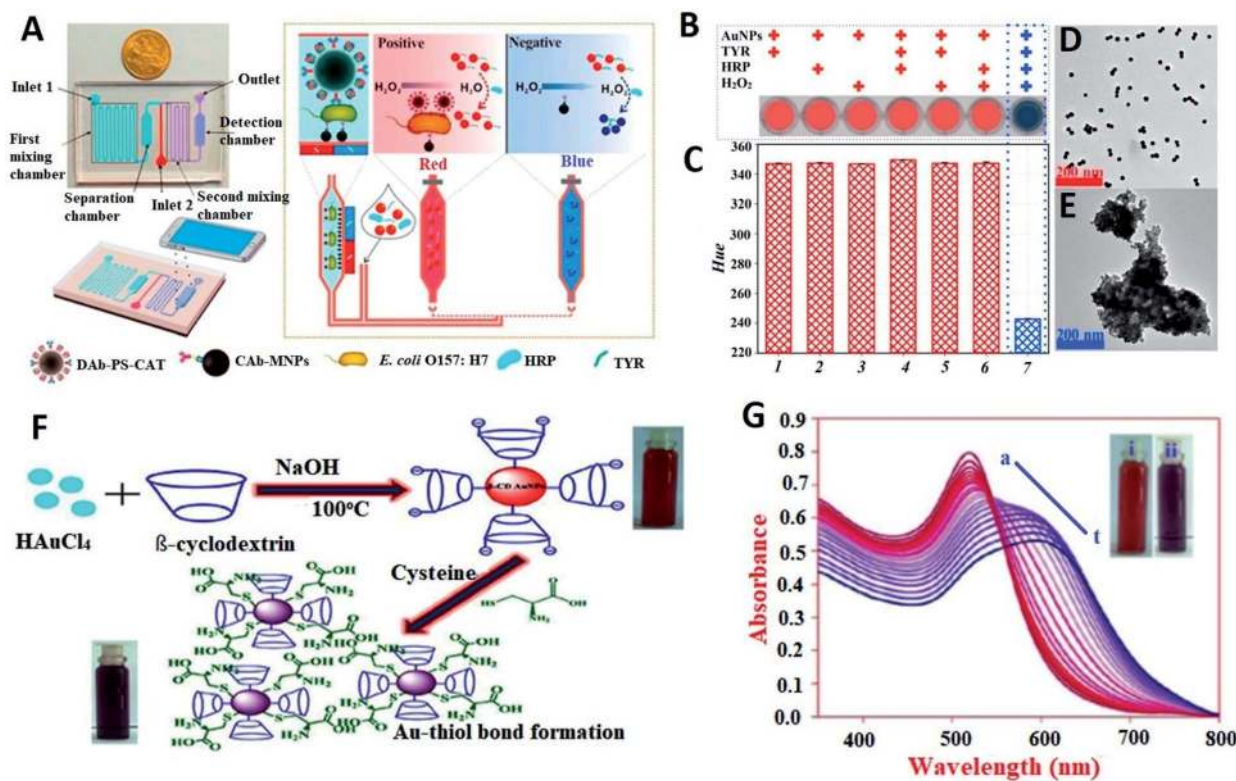 A
Inlet 1
Outlet
First
mixing
chamber
Detection
chamber
Separation
chamber
Inlet 2
Second mixing
chamber
Positive
Negative
H₂O₂
H₂O
H₂O₂
H₂O
Red
Blue
DAb-PS-CAT
CAb-MNPs
E. coli O157: H7
HRP
TYR
B
AuNPs
TYR
HRP
H₂O₂
C
Hue
360
340
320
300
280
260
240
220
1 2 3 4 5 6 7
D
200 nm
E
200 nm
F
HAuCl₄
+
ß-cyclodextrin
NaOH
100°C
β-CD AuNPs
Cysteine
HS
O
OH
NH₂
Au-thiol bond formation
G
Absorbance
0.9
0.8
0.7
0.6
0.5
0.4
0.3
0.2
0.1
0.0
a
t
i ii
400 500 600 700 800
Wavelength (nm)